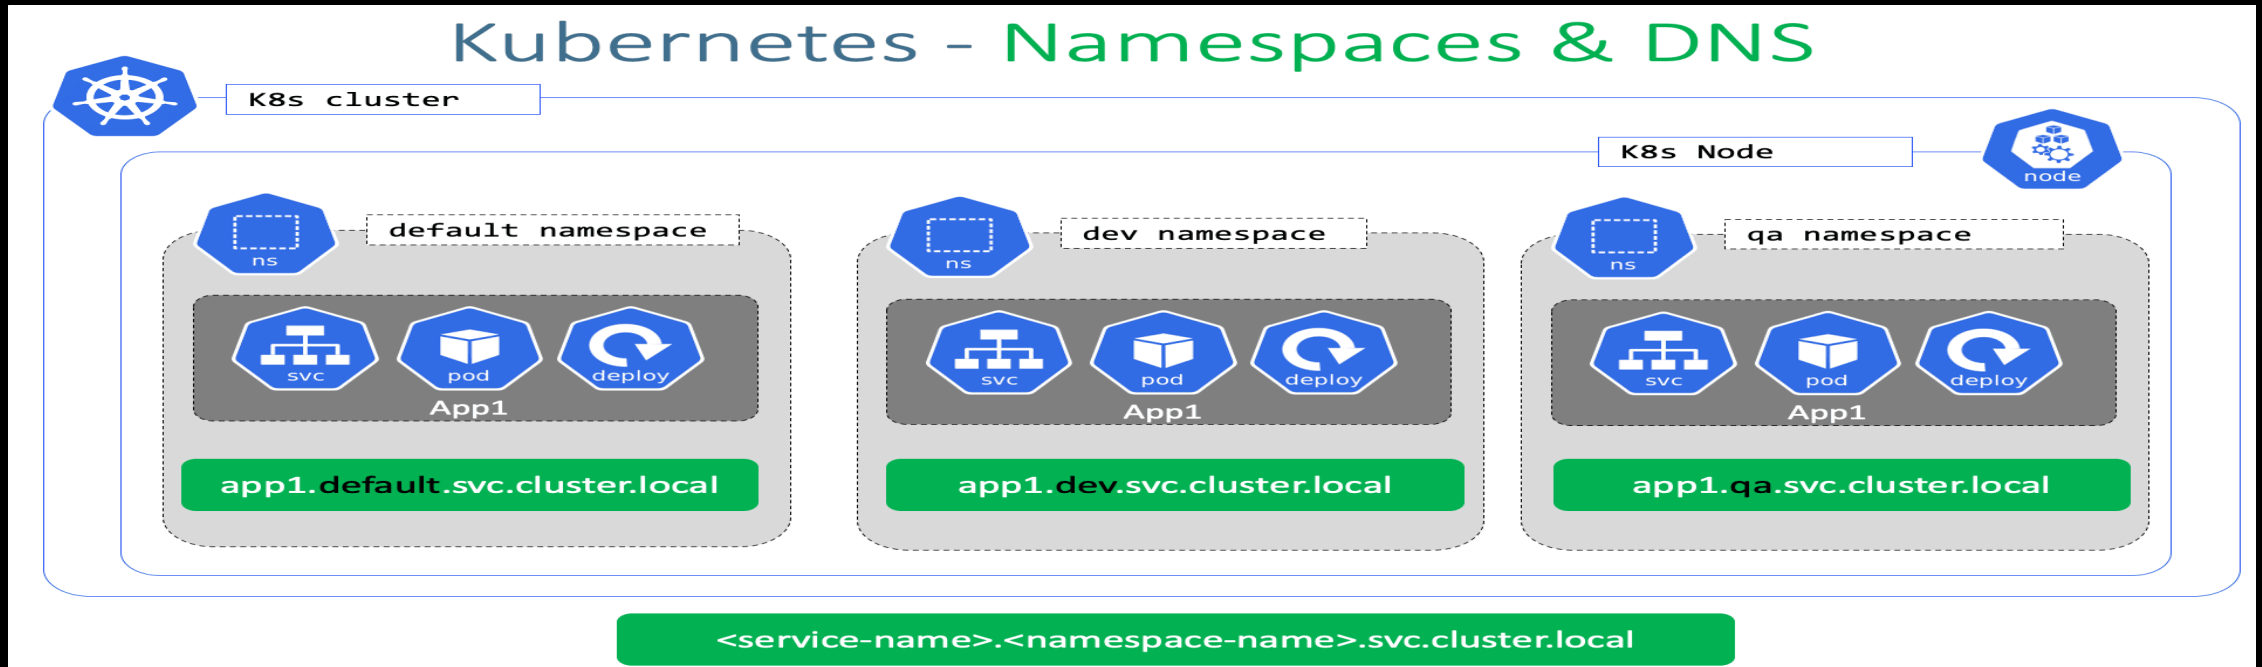 Kubernetes - Namespaces & DNS
K8s cluster
K8s Node
node
default namespace
ns
svc
pod
deploy
App1
app1.default.svc.cluster.local
dev namespace
ns
svc
pod
deploy
App1
app1.dev.svc.cluster.local
qa namespace
ns
svc
pod
deploy
App1
app1.qa.svc.cluster.local
<service-name>.<namespace-name>.svc.cluster.local